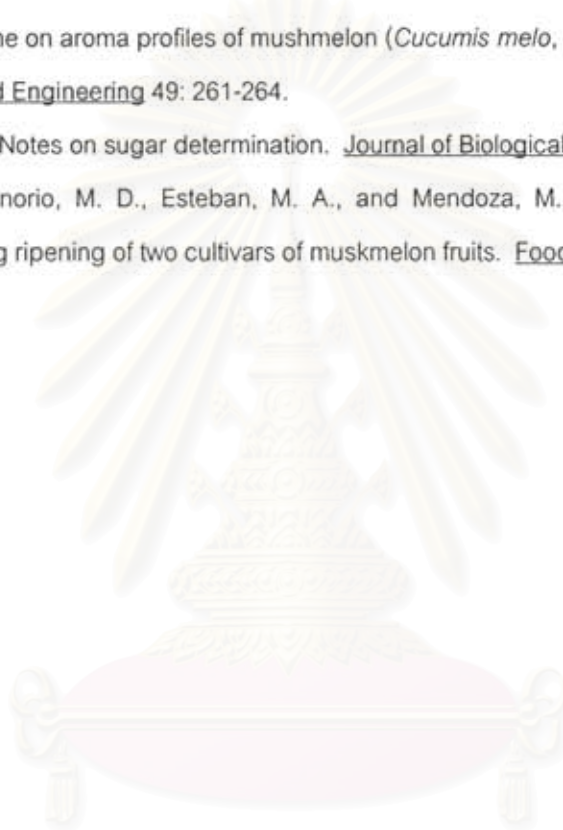 ne on aroma profiles of mushmelon (Cucumis melo,
d Engineering 49: 261-264.
Notes on sugar determination. Journal of Biological
norio, M. D., Esteban, M. A., and Mendoza, M.
g ripening of two cultivars of muskmelon fruits. Food